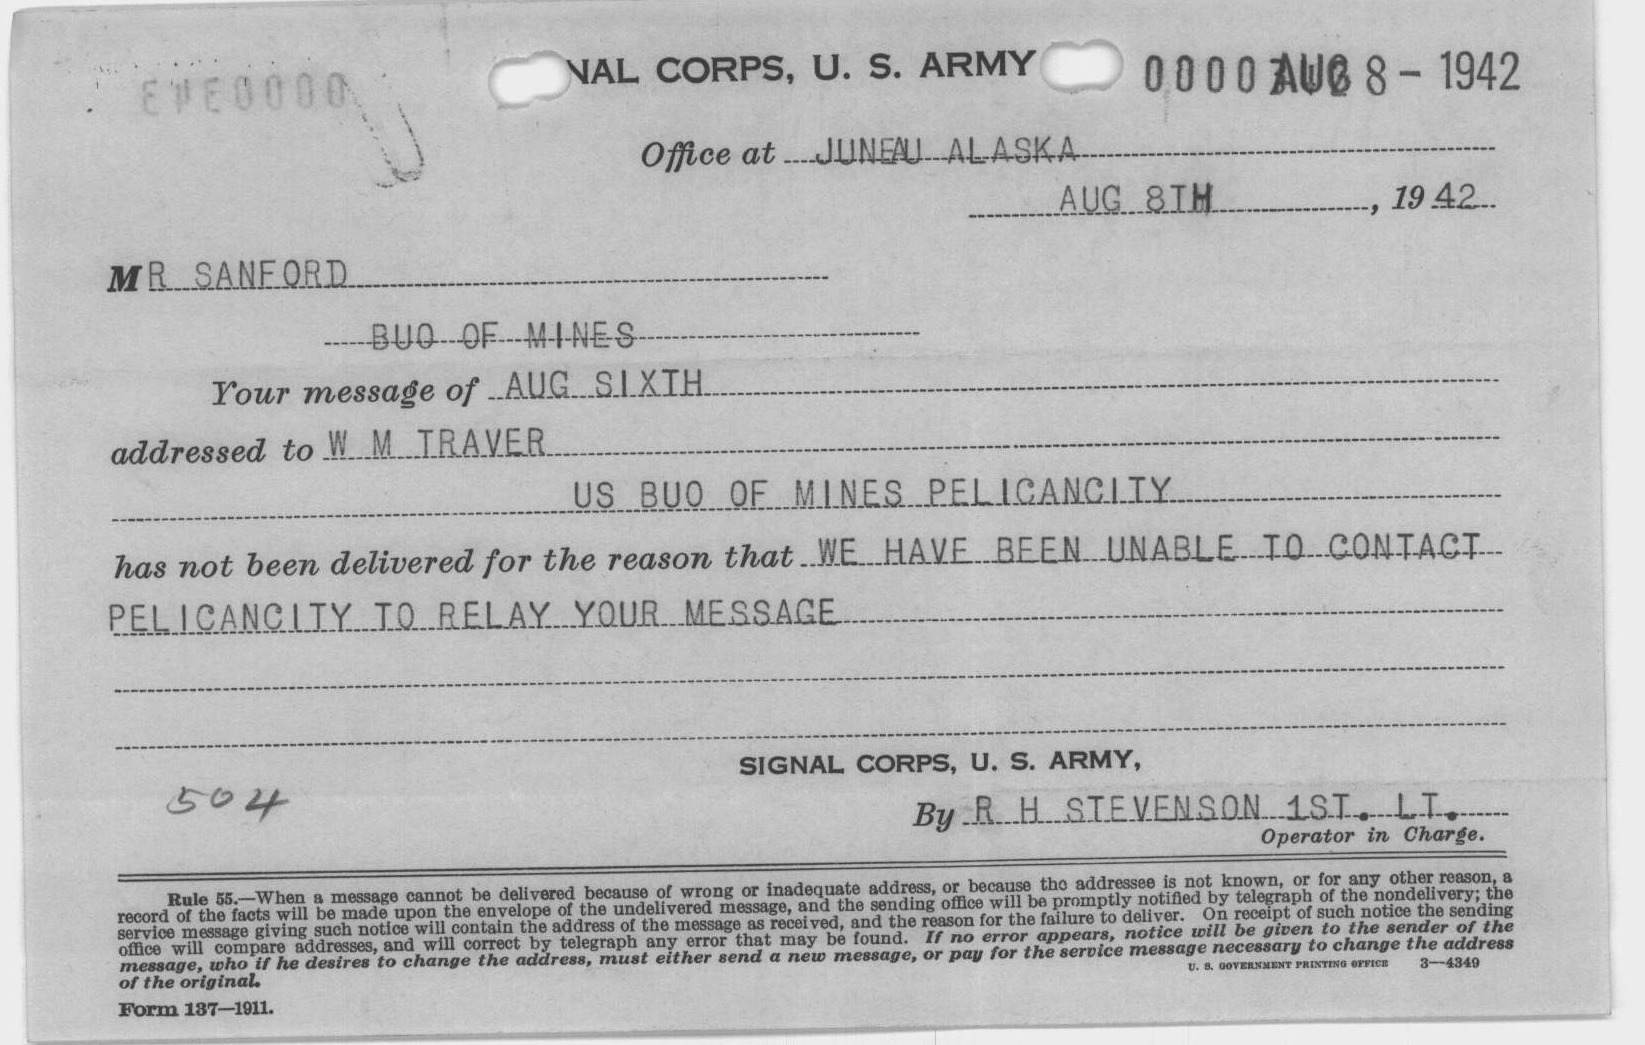 NAL CORPS, U. S. ARMY
0000 AUG 8 - 1942
Office at JUNEAU ALASKA
AUG 8TH, 1942
MR SANFORD
BUO OF MINES
Your message of AUG SIXTH
addressed to W M TRAVER
US BUO OF MINES PELICANCITY
has not been delivered for the reason that WE HAVE BEEN UNABLE TO CONTACT
PELICANCITY TO RELAY YOUR MESSAGE
SIGNAL CORPS, U. S. ARMY,
504
By R H STEVENSON 1ST. LT.
Operator in Charge.
Rule 55.—When a message cannot be delivered because of wrong or inadequate address, or because the addressee is not known, or for any other reason, a
record of the facts will be made upon the envelope of the undelivered message, and the sending office will be promptly notified by telegraph of the nondelivery; the
service message giving such notice will contain the address of the message as received, and the reason for the failure to deliver. On receipt of such notice the sending
office will compare addresses, and will correct by telegraph any error that may be found. If no error appears, notice will be given to the sender of the
message, who if he desires to change the address, must either send a new message, or pay for the service message necessary to change the address
of the original.
U. S. GOVERNMENT PRINTING OFFICE 3—4349
Form 137—1911.